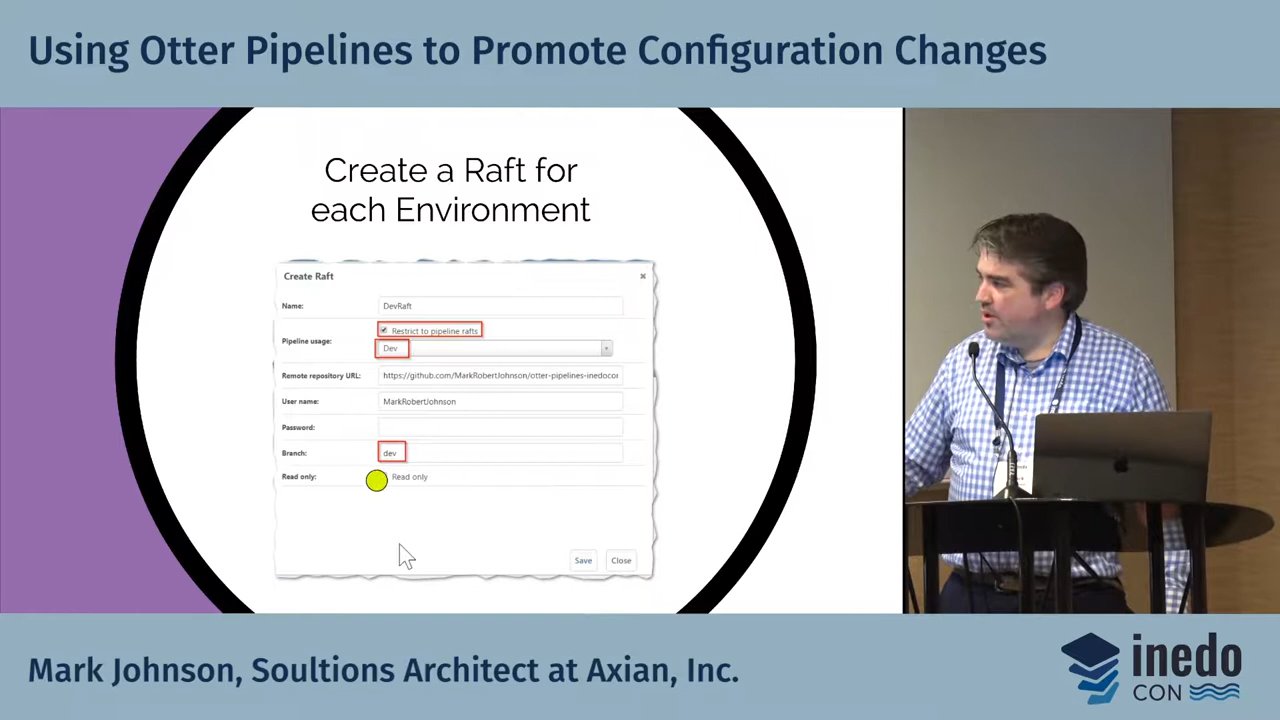 Using Otter Pipelines to Promote Configuration Changes
Create a Raft for
each Environment
Create Raft
Name:
DevRaft
Pipeline usage:
Restrict to pipeline rafts
Dev
Remote repository URL:
https://github.com/MarkRobertJohnson/otter-pipelines-inedocor
User name:
MarkRobertJohnson
Password:
Branch:
dev
Read only:
Read only
Save
Close
Mark Johnson, Soultions Architect at Axian, Inc.
inedo
CON